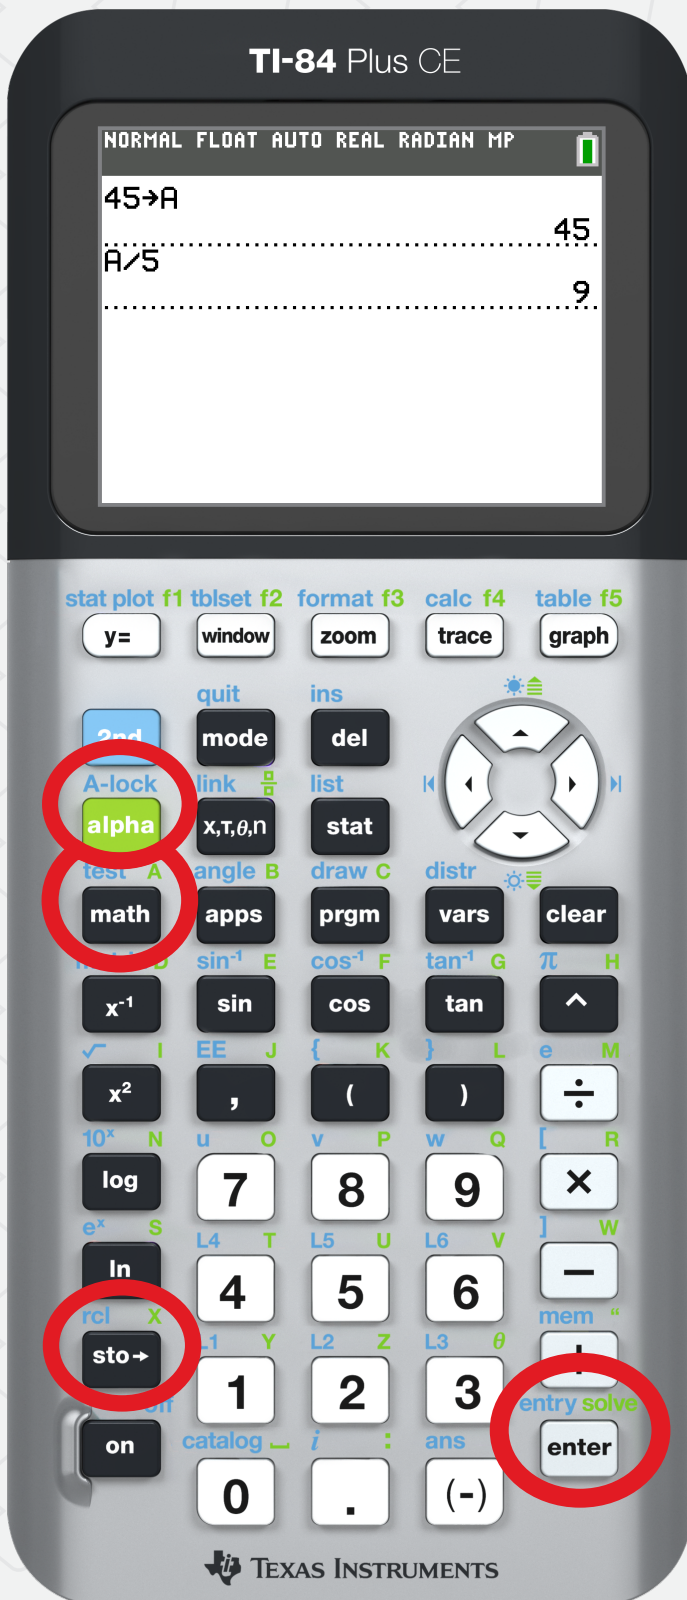 TI-84 Plus CE
NORMAL FLOAT AUTO REAL RADIAN MP
45→A
45
A/5
9
stat plot f1 tblset f2 format f3 calc f4 table f5
y= window zoom trace graph
quit ins
2nd mode del
A-lock link list
alpha X,T,θ,n stat
test A angle B draw C distr
math apps prgm vars clear
D sin⁻¹ E cos⁻¹ F tan⁻¹ G π H
x⁻¹ sin cos tan ^
√ I EE J { K } L e M
x² , ( ) ÷
10ˣ N u O v P w Q [ R
log 7 8 9 ×
eˣ S L4 T L5 U L6 V ] W
ln 4 5 6 −
rcl X L1 Y L2 Z L3 θ mem "
sto→ 1 2 3 +
off catalog ⎵ i : ans entry solve
on 0 . (-) enter
TEXAS INSTRUMENTS